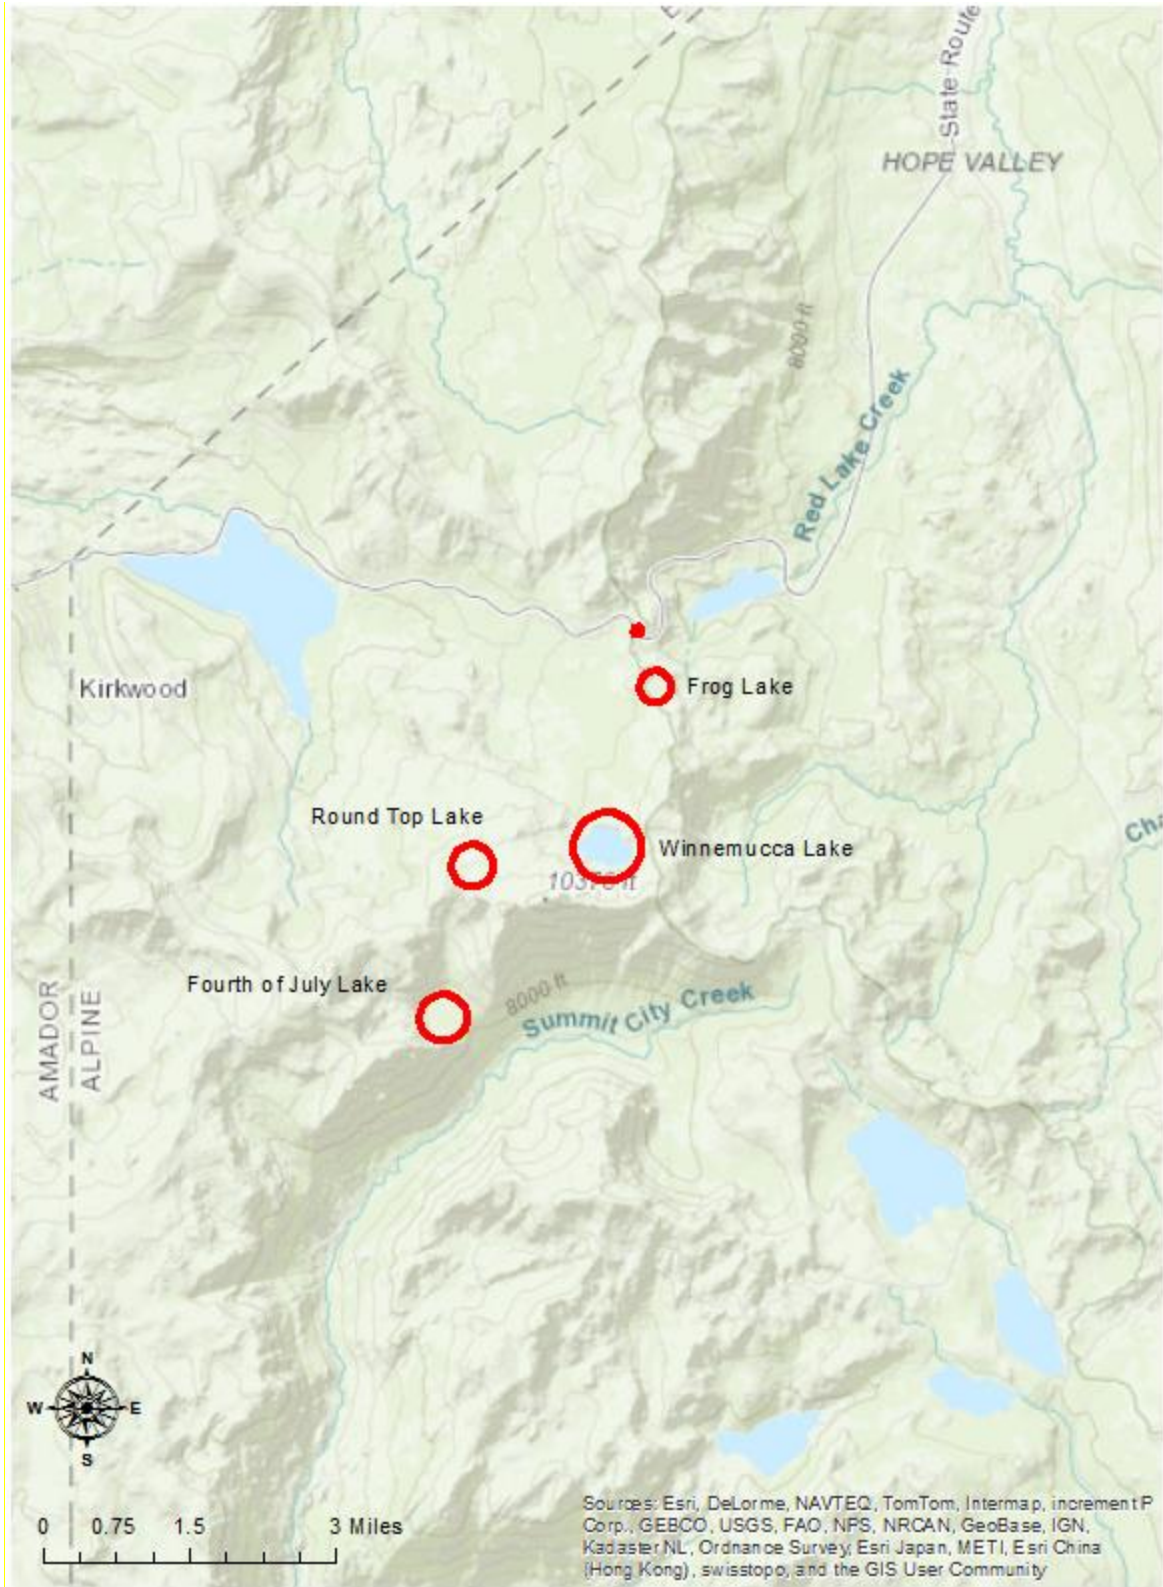 State Route
HOPE VALLEY
8000 ft
Red Lake Creek
Kirkwood
Frog Lake
Round Top Lake
Winnemucca Lake
Cha
Fourth of July Lake
8000 ft
Summit City Creek
AMADOR
ALPINE
N
W E
S
0 0.75 1.5 3 Miles
Sources: Esri, DeLorme, NAVTEQ, TomTom, Intermap, increment P
Corp., GEBCO, USGS, FAO, NPS, NRCAN, GeoBase, IGN,
Kadaster NL, Ordnance Survey, Esri Japan, METI, Esri China
(Hong Kong), swisstopo, and the GIS User Community